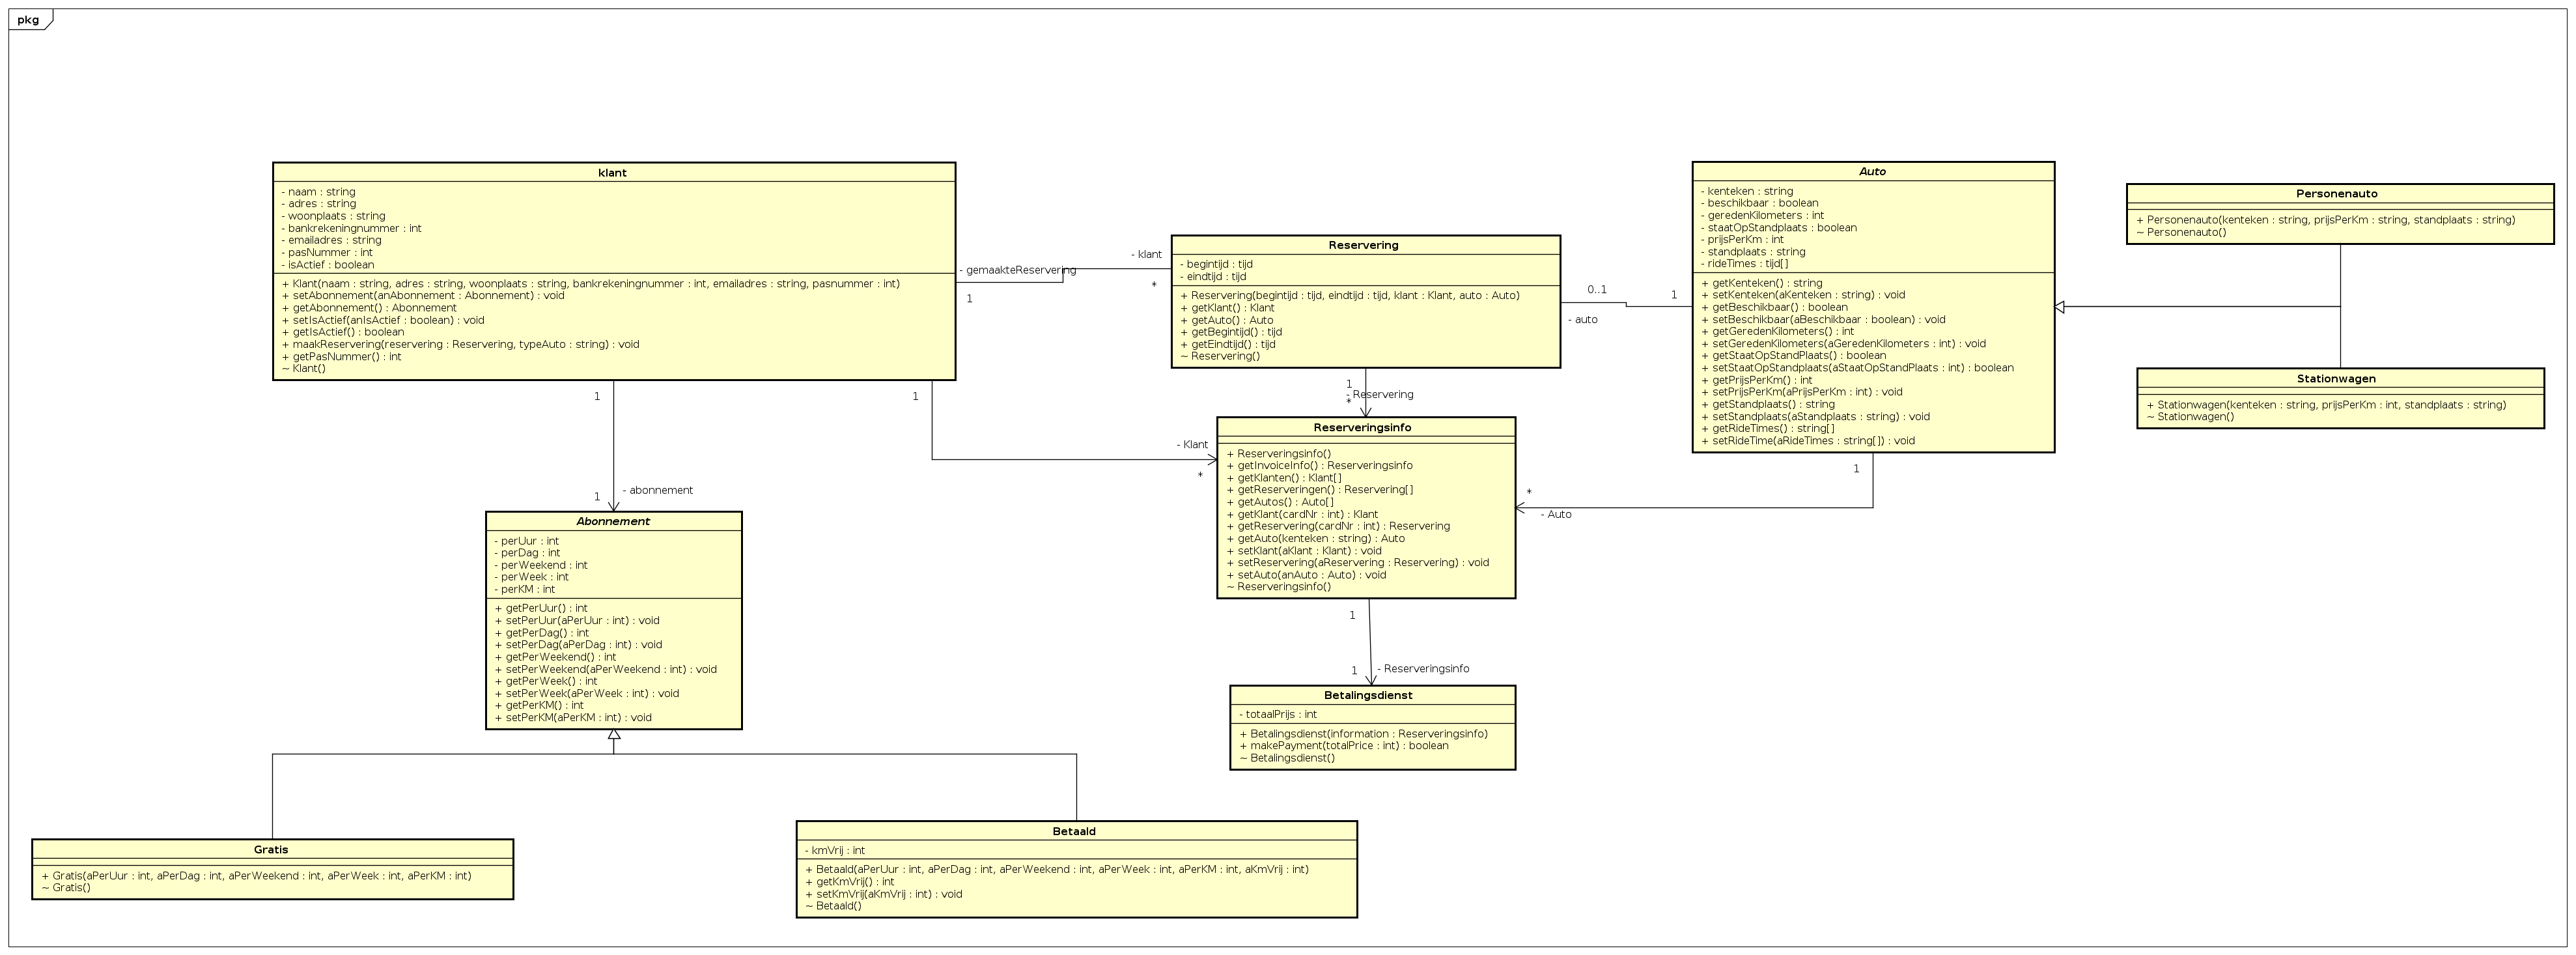 pkg
klant
- naam : string
- adres : string
- woonplaats : string
- bankrekeningnummer : int
- emailadres : string
- pasNummer : int
- isActief : boolean
+ Klant(naam : string, adres : string, woonplaats : string, bankrekeningnummer : int, emailadres : string, pasnummer : int)
+ setAbonnement(anAbonnement : Abonnement) : void
+ getAbonnement() : Abonnement
+ setIsActief(anIsActief : boolean) : void
+ getIsActief() : boolean
+ maakReservering(reservering : Reservering, typeAuto : string) : void
+ getPasNummer() : int
~ Klant()
- gemaakteReservering
1
- klant
*
Reservering
- begintijd : tijd
- eindtijd : tijd
+ Reservering(begintijd : tijd, eindtijd : tijd, klant : Klant, auto : Auto)
+ getKlant() : Klant
+ getAuto() : Auto
+ getBegintijd() : tijd
+ getEindtijd() : tijd
~ Reservering()
0..1
- auto
1
Auto
- kenteken : string
- beschikbaar : boolean
- geredenKilometers : int
- staatOpStandplaats : boolean
- prijsPerKm : int
- standplaats : string
- rideTimes : tijd[]
+ getKenteken() : string
+ setKenteken(aKenteken : string) : void
+ getBeschikbaar() : boolean
+ setBeschikbaar(aBeschikbaar : boolean) : void
+ getGeredenKilometers() : int
+ setGeredenKilometers(aGeredenKilometers : int) : void
+ getStaatOpStandPlaats() : boolean
+ setStaatOpStandplaats(aStaatOpStandPlaats : int) : boolean
+ getPrijsPerKm() : int
+ setPrijsPerKm(aPrijsPerKm : int) : void
+ getStandplaats() : string
+ setStandplaats(aStandplaats : string) : void
+ getRideTimes() : string[]
+ setRideTime(aRideTimes : string[]) : void
Personenauto
+ Personenauto(kenteken : string, prijsPerKm : string, standplaats : string)
~ Personenauto()
Stationwagen
+ Stationwagen(kenteken : string, prijsPerKm : int, standplaats : string)
~ Stationwagen()
1
1
1
- Reservering
*
- Klant
*
Reserveringsinfo
+ Reserveringsinfo()
+ getInvoiceInfo() : Reserveringsinfo
+ getKlanten() : Klant[]
+ getReserveringen() : Reservering[]
+ getAutos() : Auto[]
+ getKlant(cardNr : int) : Klant
+ getReservering(cardNr : int) : Reservering
+ getAuto(kenteken : string) : Auto
+ setKlant(aKlant : Klant) : void
+ setReservering(aReservering : Reservering) : void
+ setAuto(anAuto : Auto) : void
~ Reserveringsinfo()
1
*
- Auto
1
- abonnement
Abonnement
- perUur : int
- perDag : int
- perWeekend : int
- perWeek : int
- perKM : int
+ getPerUur() : int
+ setPerUur(aPerUur : int) : void
+ getPerDag() : int
+ setPerDag(aPerDag : int) : void
+ getPerWeekend() : int
+ setPerWeekend(aPerWeekend : int) : void
+ getPerWeek() : int
+ setPerWeek(aPerWeek : int) : void
+ getPerKM() : int
+ setPerKM(aPerKM : int) : void
1
1
- Reserveringsinfo
Betalingsdienst
- totaalPrijs : int
+ Betalingsdienst(information : Reserveringsinfo)
+ makePayment(totalPrice : int) : boolean
~ Betalingsdienst()
Gratis
+ Gratis(aPerUur : int, aPerDag : int, aPerWeekend : int, aPerWeek : int, aPerKM : int)
~ Gratis()
Betaald
- kmVrij : int
+ Betaald(aPerUur : int, aPerDag : int, aPerWeekend : int, aPerWeek : int, aPerKM : int, aKmVrij : int)
+ getKmVrij() : int
+ setKmVrij(aKmVrij : int) : void
~ Betaald()